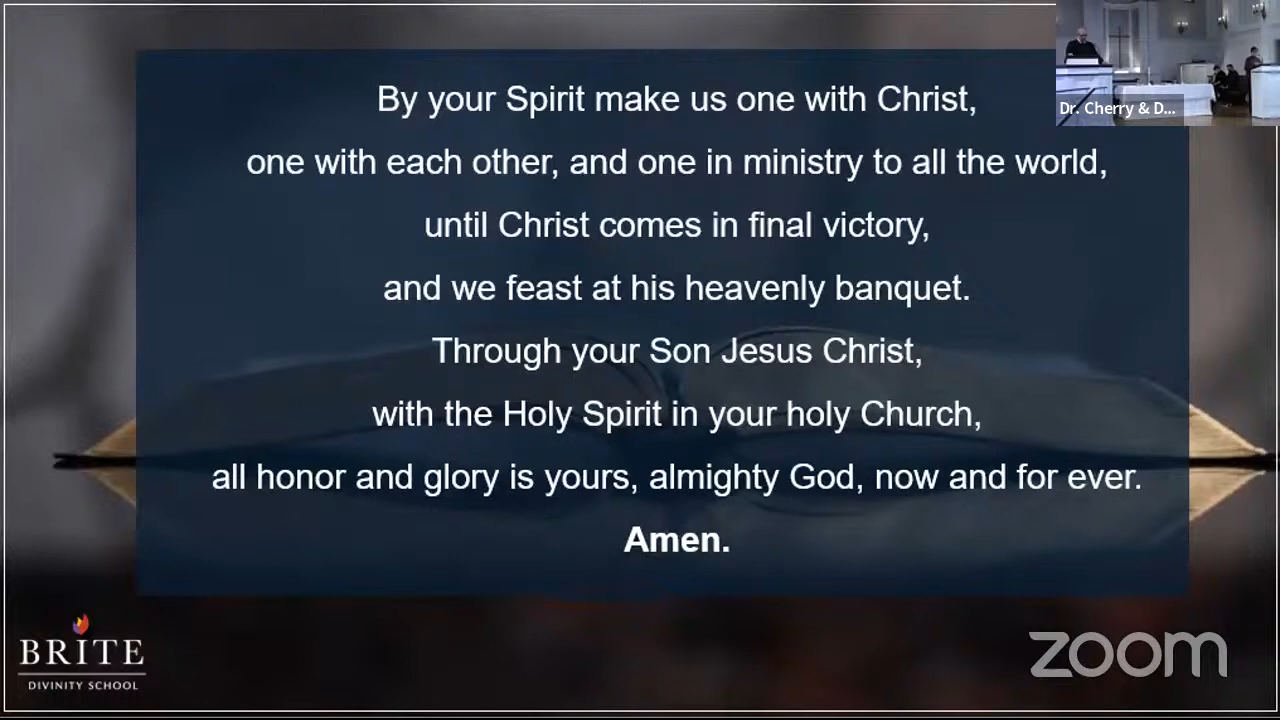 By your Spirit make us one with Christ,
one with each other, and one in ministry to all the world,
until Christ comes in final victory,
and we feast at his heavenly banquet.
Through your Son Jesus Christ,
with the Holy Spirit in your holy Church,
all honor and glory is yours, almighty God, now and for ever.
Amen.
Dr. Cherry & D...
BRITE
DIVINITY SCHOOL
zoom